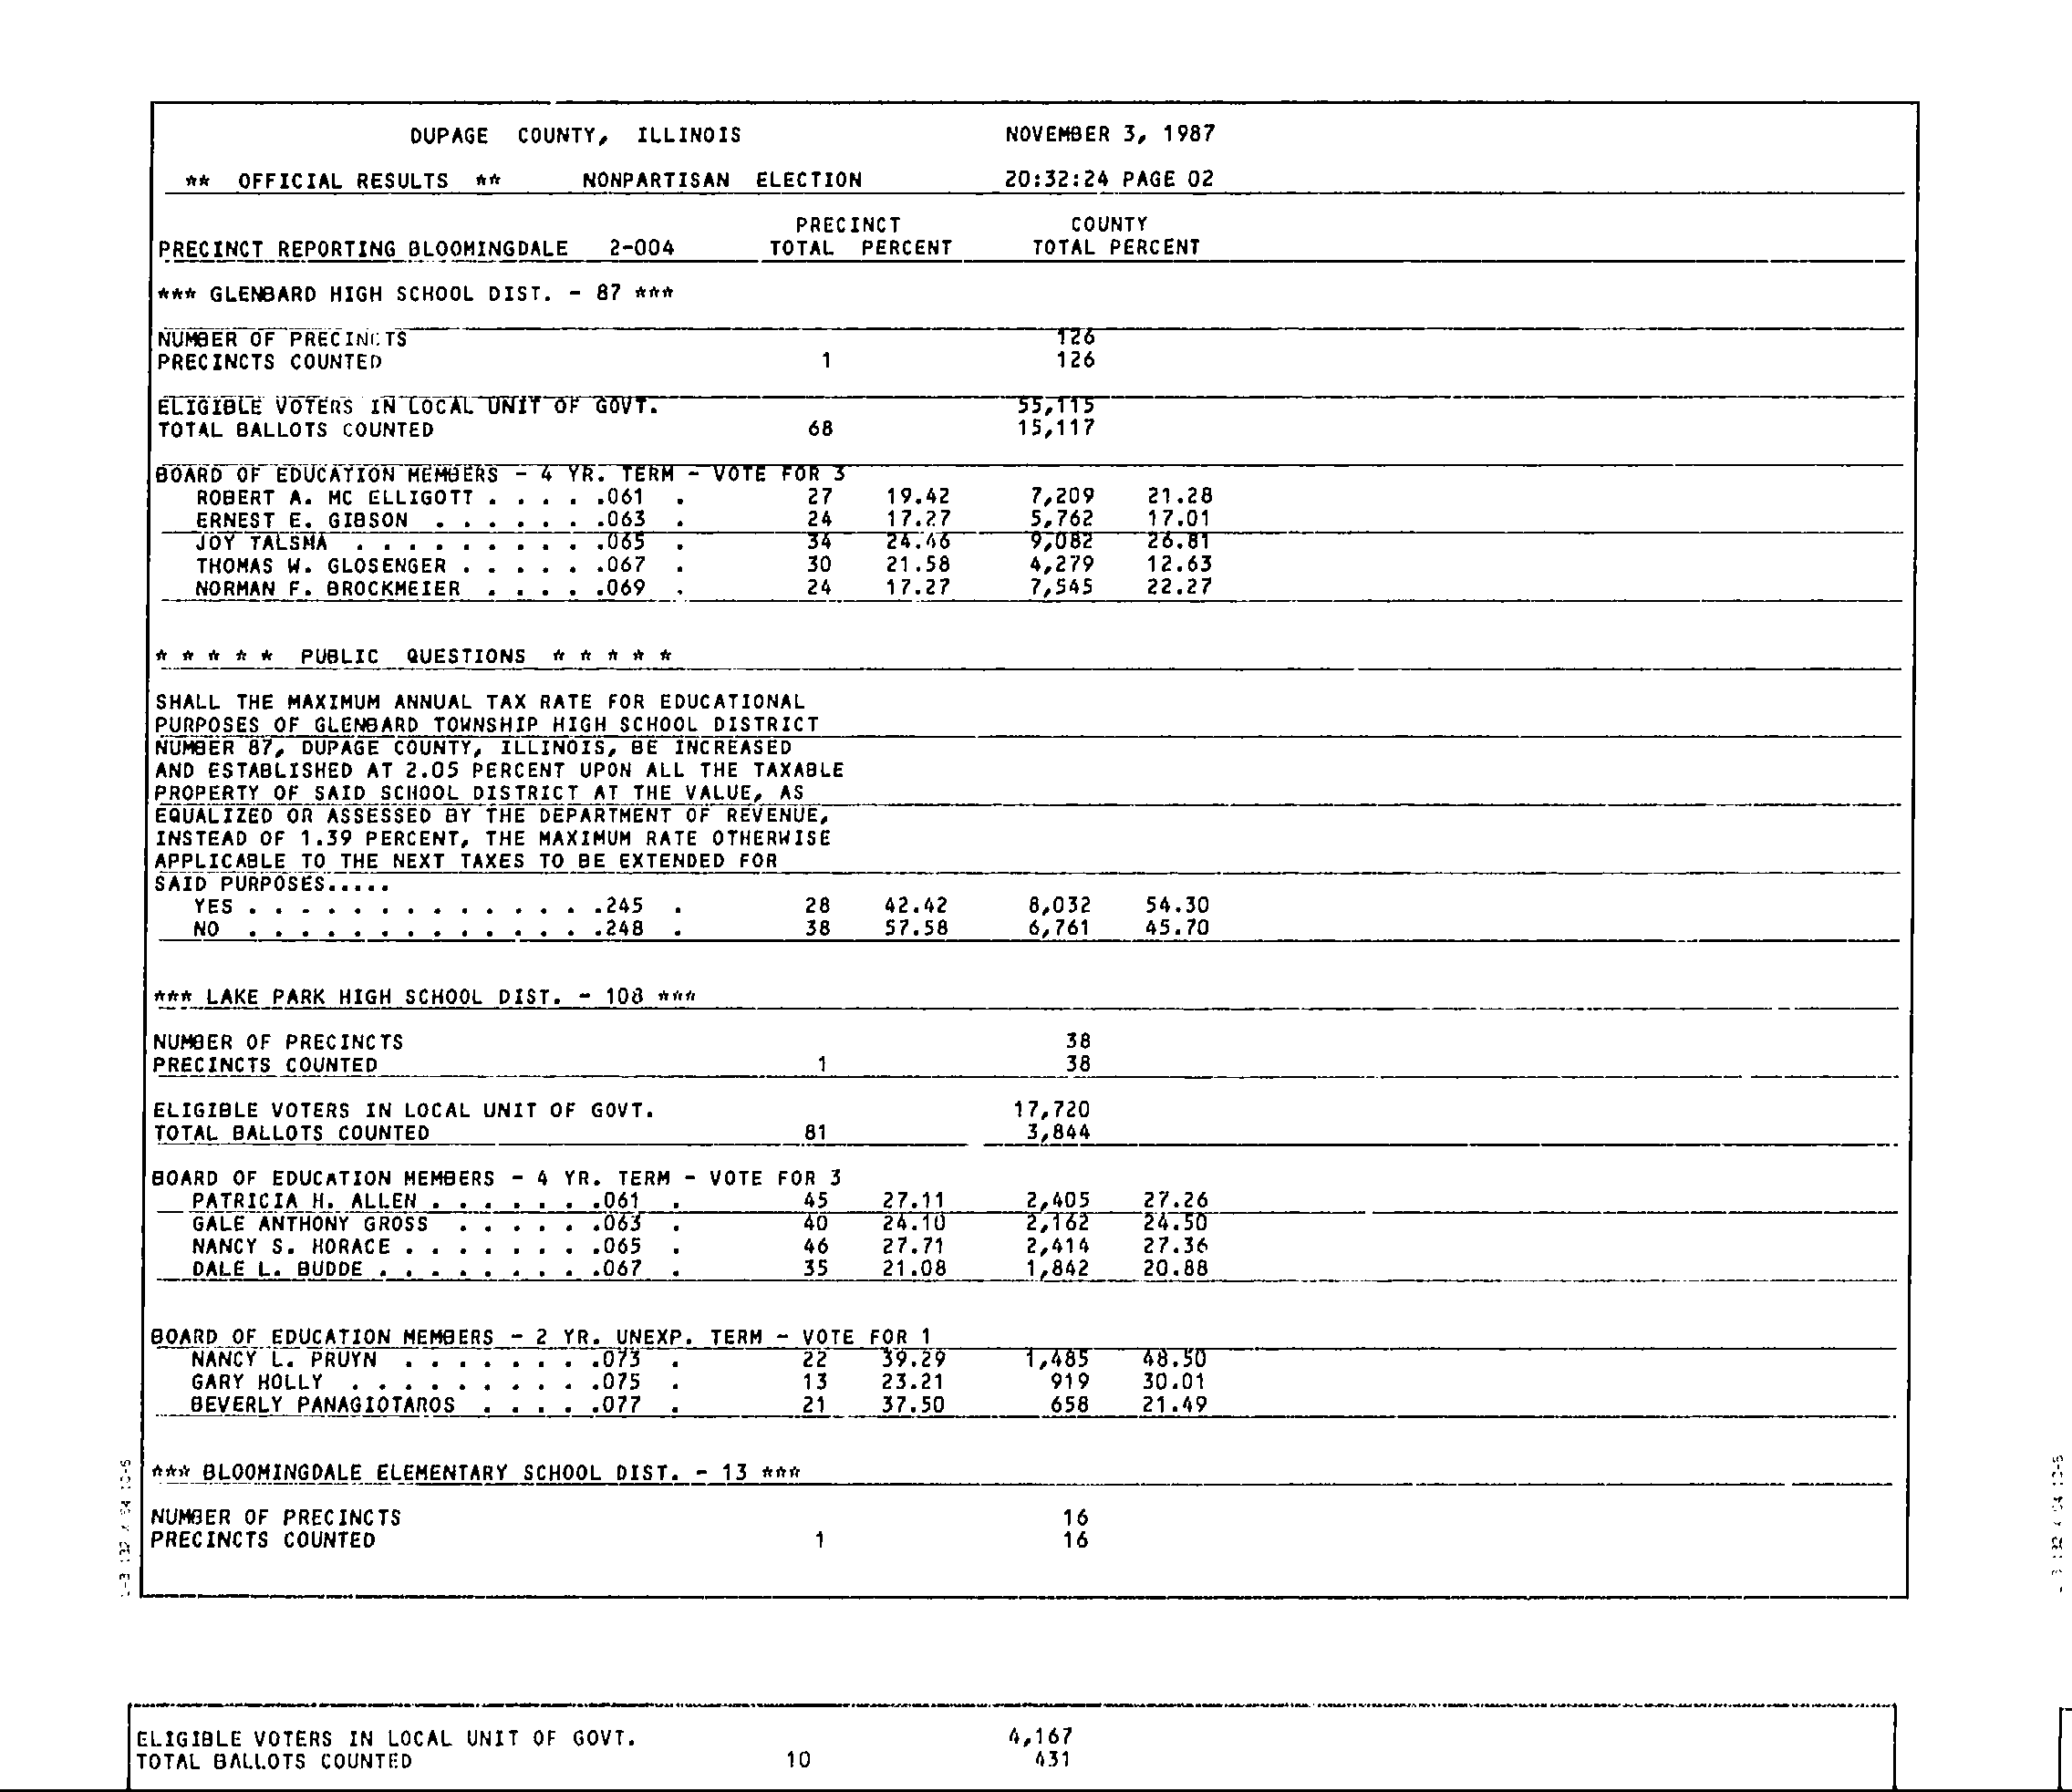 DUPAGE COUNTY, ILLINOIS NOVEMBER 3, 1987
** OFFICIAL RESULTS ** NONPARTISAN ELECTION 20:32:24 PAGE 02
PRECINCT COUNTY
PRECINCT REPORTING BLOOMINGDALE 2-004 TOTAL PERCENT TOTAL PERCENT
*** GLENBARD HIGH SCHOOL DIST. - 87 ***
NUMBER OF PRECINCTS 126
PRECINCTS COUNTED 1 126
ELIGIBLE VOTERS IN LOCAL UNIT OF GOVT. 55,115
TOTAL BALLOTS COUNTED 68 15,117
BOARD OF EDUCATION MEMBERS - 4 YR. TERM - VOTE FOR 3
ROBERT A. MC ELLIGOTT . . . . .061 . 27 19.42 7,209 21.28
ERNEST E. GIBSON . . . . . . .063 . 24 17.27 5,762 17.01
JOY TALSMA . . . . . . . . . .065 . 34 24.46 9,082 26.81
THOMAS W. GLOSENGER . . . . . .067 . 30 21.58 4,279 12.63
NORMAN F. BROCKMEIER . . . . .069 . 24 17.27 7,545 22.27
* * * * * PUBLIC QUESTIONS * * * * *
SHALL THE MAXIMUM ANNUAL TAX RATE FOR EDUCATIONAL
PURPOSES OF GLENBARD TOWNSHIP HIGH SCHOOL DISTRICT
NUMBER 87, DUPAGE COUNTY, ILLINOIS, BE INCREASED
AND ESTABLISHED AT 2.05 PERCENT UPON ALL THE TAXABLE
PROPERTY OF SAID SCHOOL DISTRICT AT THE VALUE, AS
EQUALIZED OR ASSESSED BY THE DEPARTMENT OF REVENUE,
INSTEAD OF 1.39 PERCENT, THE MAXIMUM RATE OTHERWISE
APPLICABLE TO THE NEXT TAXES TO BE EXTENDED FOR
SAID PURPOSES.....
YES . . . . . . . . . . . . . .245 . 28 42.42 8,032 54.30
NO . . . . . . . . . . . . . .248 . 38 57.58 6,761 45.70
*** LAKE PARK HIGH SCHOOL DIST. - 108 ***
NUMBER OF PRECINCTS 38
PRECINCTS COUNTED 1 38
ELIGIBLE VOTERS IN LOCAL UNIT OF GOVT. 17,720
TOTAL BALLOTS COUNTED 81 3,844
BOARD OF EDUCATION MEMBERS - 4 YR. TERM - VOTE FOR 3
PATRICIA H. ALLEN . . . . . . .061 . 45 27.11 2,405 27.26
GALE ANTHONY GROSS . . . . . .063 . 40 24.10 2,162 24.50
NANCY S. HORACE . . . . . . . .065 . 46 27.71 2,414 27.36
DALE L. BUDDE . . . . . . . . .067 . 35 21.08 1,842 20.88
BOARD OF EDUCATION MEMBERS - 2 YR. UNEXP. TERM - VOTE FOR 1
NANCY L. PRUYN . . . . . . . .073 . 22 39.29 1,485 48.50
GARY HOLLY . . . . . . . . . .075 . 13 23.21 919 30.01
BEVERLY PANAGIOTAROS . . . . .077 . 21 37.50 658 21.49
*** BLOOMINGDALE ELEMENTARY SCHOOL DIST. - 13 ***
NUMBER OF PRECINCTS 16
PRECINCTS COUNTED 1 16
ELIGIBLE VOTERS IN LOCAL UNIT OF GOVT. 4,167
TOTAL BALLOTS COUNTED 10 431